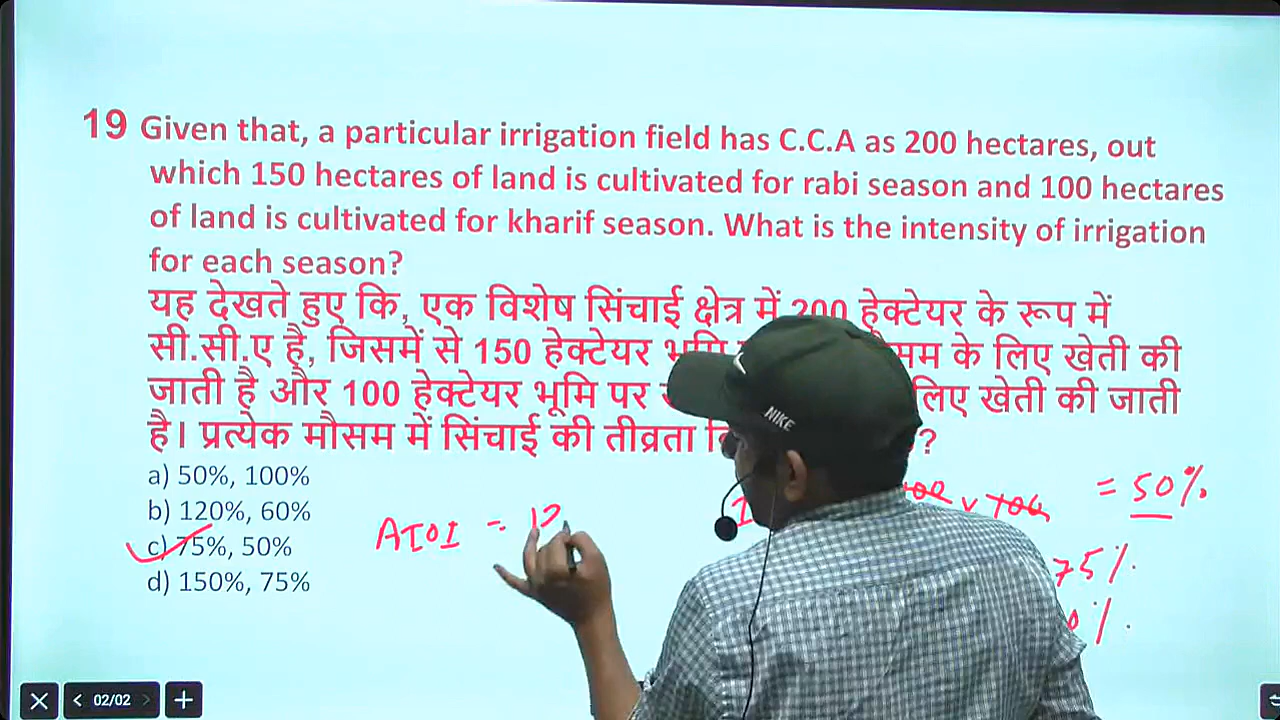 19 Given that, a particular irrigation field has C.C.A as 200 hectares, out
which 150 hectares of land is cultivated for rabi season and 100 hectares
of land is cultivated for kharif season. What is the intensity of irrigation
for each season?
यह देखते हुए कि, एक विशेष सिंचाई क्षेत्र में 200 हेक्टेयर के रूप में
सी.सी.ए है, जिसमें से 150 हेक्टेयर के लिए खेती की
जाती है और 100 हेक्टेयर भूमि पर लिए खेती की जाती
है। प्रत्येक मौसम में सिंचाई की तीव्रता ?
NIKE
a) 50%, 100%
b) 120%, 60%
c) 75%, 50%
d) 150%, 75%
AIOI = 12
100 x 100 = 50%
75%